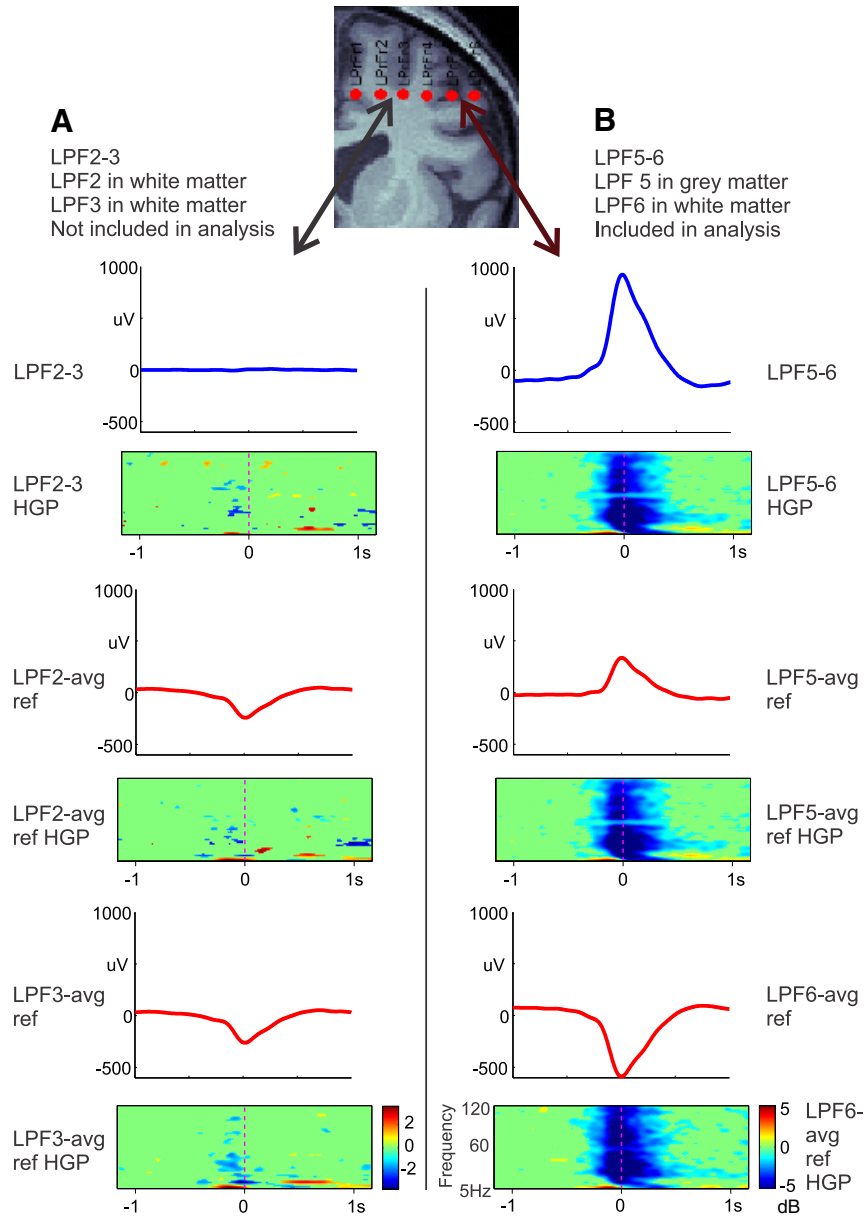 LPrFr1
LPrFr2
LPrFr3
LPrFr4
A
LPF2-3
LPF2 in white matter
LPF3 in white matter
Not included in analysis
B
LPF5-6
LPF 5 in grey matter
LPF6 in white matter
Included in analysis
LPF2-3
1000
uV
0
-500
1000
uV
0
-500
LPF5-6
LPF2-3
HGP
-1
0
1s
-1
0
1s
LPF5-6
HGP
LPF2-avg
ref
1000
uV
0
-500
1000
uV
0
-500
LPF5-avg
ref
LPF2-avg
ref HGP
-1
0
1s
-1
0
1s
LPF5-avg
ref HGP
LPF3-avg
ref
1000
uV
0
-500
1000
uV
0
-500
LPF6-avg
ref
LPF3-avg
ref HGP
-1
0
1s
2
0
-2
Frequency
120
60
5Hz
-1
0
1s
5
0
-5
dB
LPF6-
avg
ref
HGP